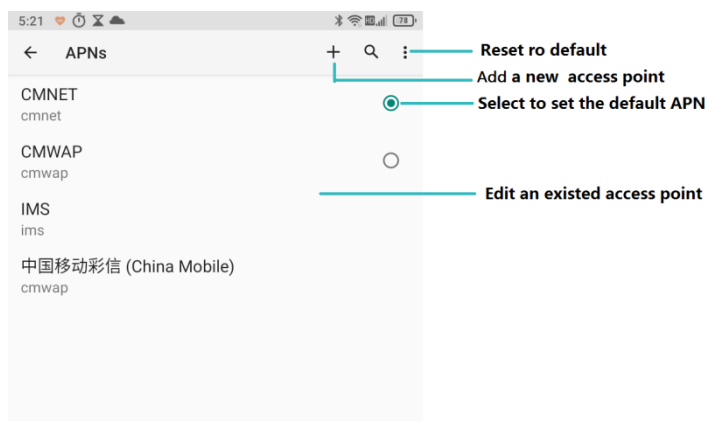 5:21 HD 78
APNs
Reset ro default
Add a new access point
CMNET
cmnet
Select to set the default APN
CMWAP
cmwap
Edit an existed access point
IMS
ims
中国移动彩信 (China Mobile)
cmwap